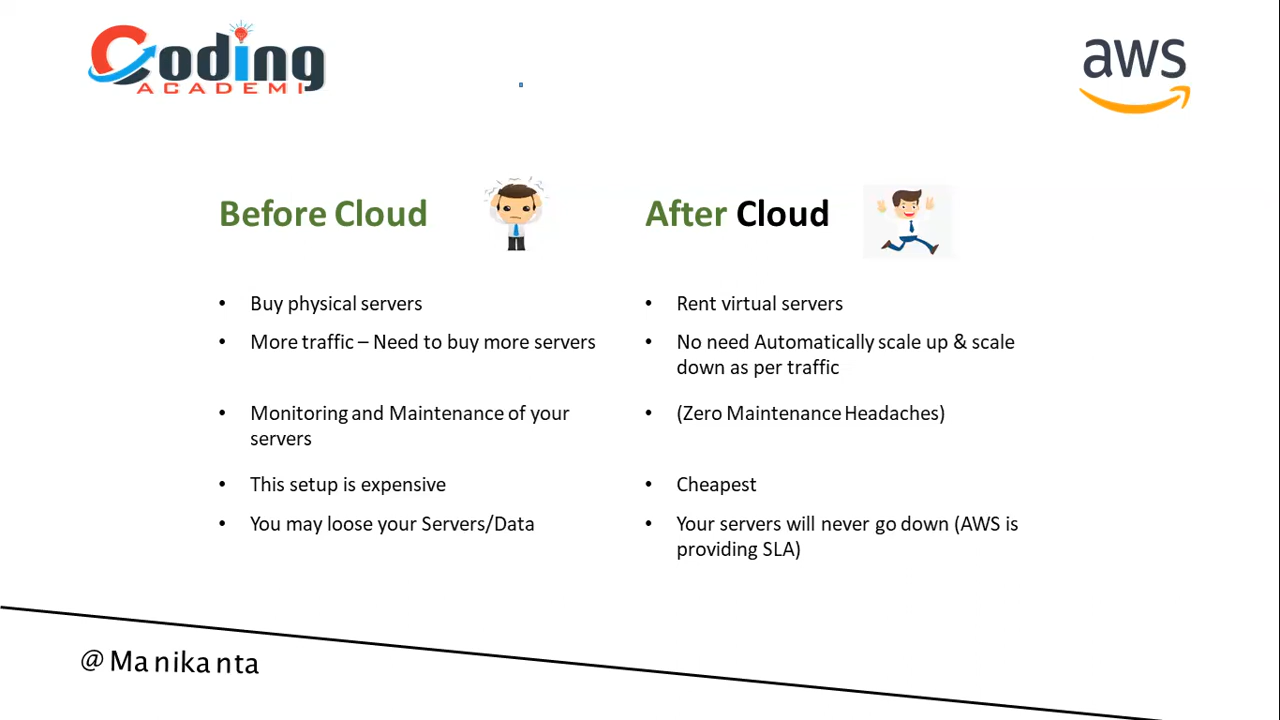 Coding
ACADEMI
aws
Before Cloud
After Cloud
• Buy physical servers
• More traffic – Need to buy more servers
• Monitoring and Maintenance of your
servers
• This setup is expensive
• You may loose your Servers/Data
• Rent virtual servers
• No need Automatically scale up & scale
down as per traffic
• (Zero Maintenance Headaches)
• Cheapest
• Your servers will never go down (AWS is
providing SLA)
@Manikanta